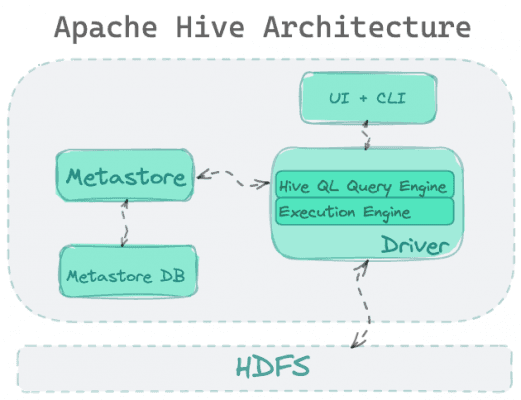 Apache Hive Architecture
UI + CLI
Metastore
Hive QL Query Engine
Execution Engine
Driver
Metastore DB
HDFS